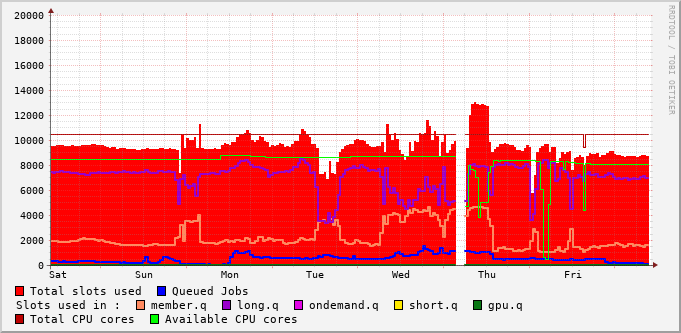 20000
18000
16000
14000
12000
10000
8000
6000
4000
2000
0
Sat Sun Mon Tue Wed Thu Fri
RRDTOOL / TOBI OETIKER
Total slots used Queued Jobs
Slots used in : member.q long.q ondemand.q short.q gpu.q
Total CPU cores Available CPU cores